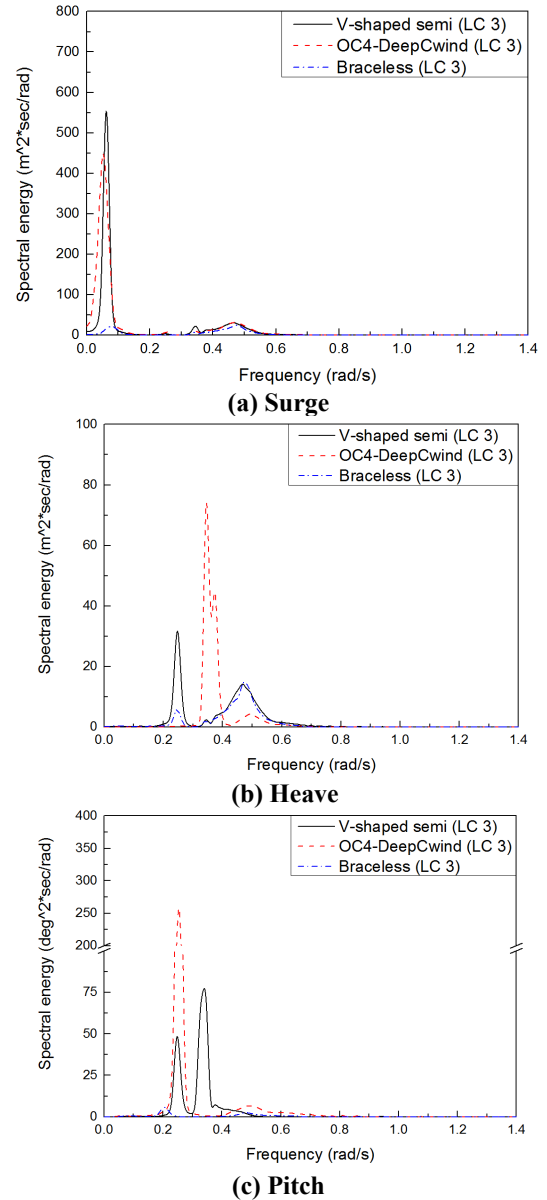 V-shaped semi (LC 3)
OC4-DeepCwind (LC 3)
Braceless (LC 3)
Spectral energy (m^2*sec/rad)
800
700
600
500
400
300
200
100
0
0.0 0.2 0.4 0.6 0.8 1.0 1.2 1.4
Frequency (rad/s)
(a) Surge
V-shaped semi (LC 3)
OC4-DeepCwind (LC 3)
Braceless (LC 3)
Spectral energy (m^2*sec/rad)
100
80
60
40
20
0
0.0 0.2 0.4 0.6 0.8 1.0 1.2 1.4
Frequency (rad/s)
(b) Heave
V-shaped semi (LC 3)
OC4-DeepCwind (LC 3)
Braceless (LC 3)
Spectral energy (deg^2*sec/rad)
400
350
300
250
200
75
50
25
0
0.0 0.2 0.4 0.6 0.8 1.0 1.2 1.4
Frequency (rad/s)
(c) Pitch